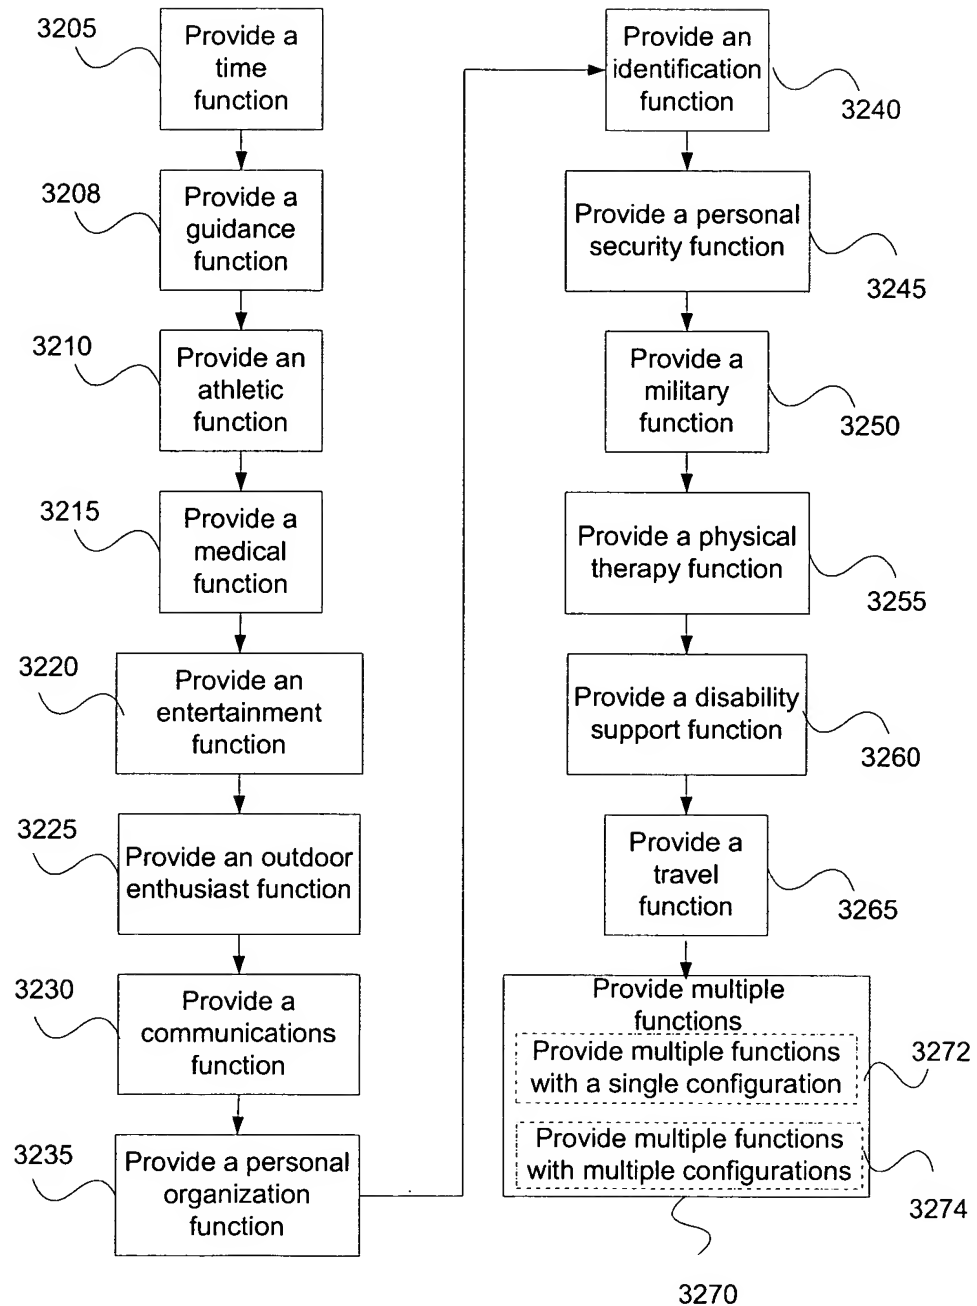 3205
Provide a
time
function
3208
Provide a
guidance
function
3210
Provide an
athletic
function
3215
Provide a
medical
function
3220
Provide an
entertainment
function
3225
Provide an outdoor
enthusiast function
3230
Provide a
communications
function
3235
Provide a personal
organization
function
Provide an
identification
function
3240
Provide a personal
security function
3245
Provide a
military
function
3250
Provide a physical
therapy function
3255
Provide a disability
support function
3260
Provide a
travel
function
3265
Provide multiple
functions
Provide multiple functions
with a single configuration
3272
Provide multiple functions
with multiple configurations
3274
3270